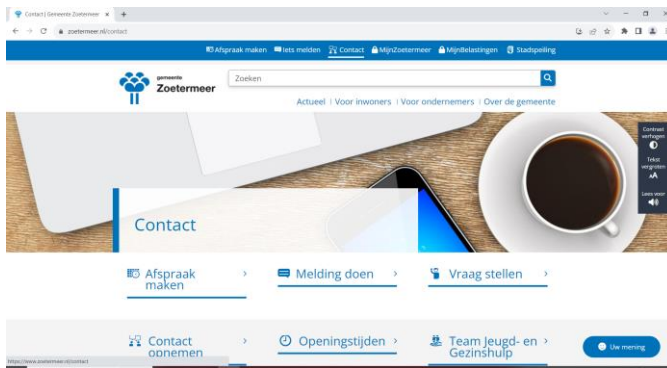 Contact | Gemeente Zoetermeer
zoetermeer.nl/contact
Afspraak maken Iets melden Contact MijnZoetermeer MijnBelastingen Stadspeiling
gemeente
Zoetermeer
Zoeken
Actueel | Voor inwoners | Voor ondernemers | Over de gemeente
Contrast
verhogen
Tekst
vergroten
AA
Lees voor
Contact
Afspraak
maken
Melding doen
Vraag stellen
Contact
opnemen
Openingstijden
Team Jeugd- en
Gezinshulp
Uw mening
https://www.zoetermeer.nl/contact